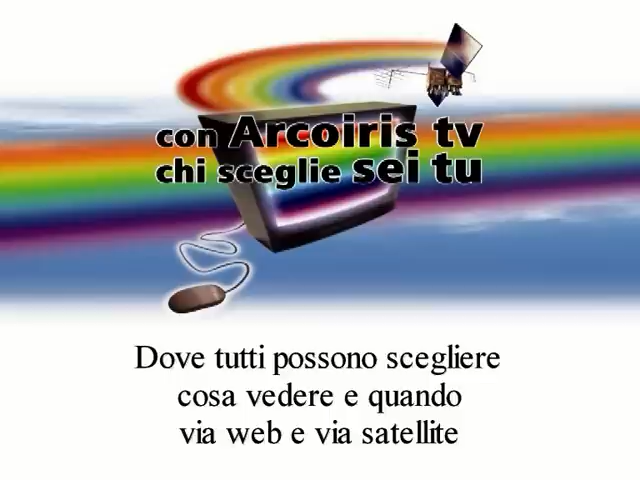 con Arcoiris tv
chi sceglie sei tu
Dove tutti possono scegliere
cosa vedere e quando
via web e via satellite